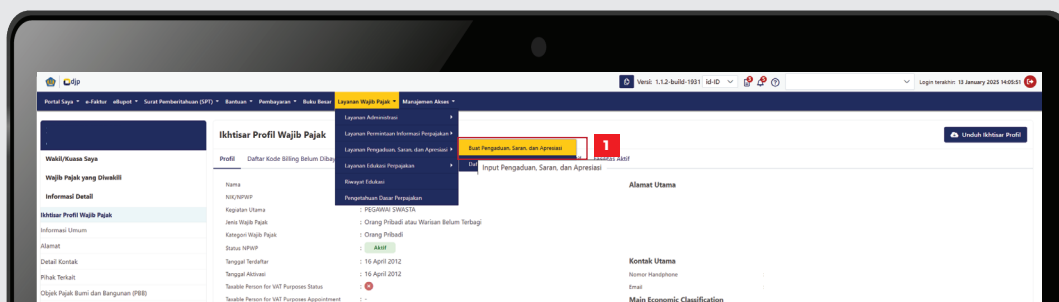 djp
Versi: 1.1.2-build-1931 id-ID
Login terakhir: 13 January 2025 14:05:51
Portal Saya e-Faktur eBupot Surat Pemberitahuan (SPT) Bantuan Pembayaran Buku Besar Layanan Wajib Pajak Manajemen Akses
Layanan Administrasi
Layanan Permintaan Informasi Perpajakan
Layanan Pengaduan, Saran, dan Apresiasi
Layanan Edukasi Perpajakan
Riwayat Edukasi
Pengetahuan Dasar Perpajakan
Buat Pengaduan, Saran, dan Apresiasi
1
Input Pengaduan, Saran, dan Apresiasi
Ikhtisar Profil Wajib Pajak
Unduh Ikhtisar Profil
Profil Daftar Kode Billing Belum Dibay
Aktif
Wakil/Kuasa Saya
Wajib Pajak yang Diwakili
Informasi Detail
Ikhtisar Profil Wajib Pajak
Informasi Umum
Alamat
Detail Kontak
Pihak Terkait
Objek Pajak Bumi dan Bangunan (PBB)
Nama
NIK/NPWP
Kegiatan Utama : PEGAWAI SWASTA
Jenis Wajib Pajak : Orang Pribadi atau Warisan Belum Terbagi
Kategori Wajib Pajak : Orang Pribadi
Status NPWP : Aktif
Tanggal Terdaftar : 16 April 2012
Tanggal Aktivasi : 16 April 2012
Taxable Person for VAT Purposes Status :
Taxable Person for VAT Purposes Appointment : -
Alamat Utama
Kontak Utama
Nomor Handphone :
Email :
Main Economic Classification